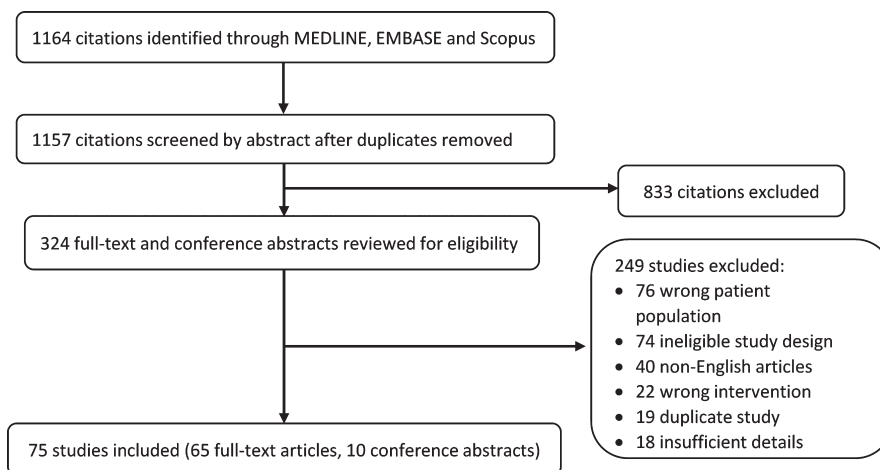 1164 citations identified through MEDLINE, EMBASE and Scopus
1157 citations screened by abstract after duplicates removed
833 citations excluded
324 full-text and conference abstracts reviewed for eligibility
249 studies excluded:
• 76 wrong patient
population
• 74 ineligible study design
• 40 non-English articles
• 22 wrong intervention
• 19 duplicate study
• 18 insufficient details
75 studies included (65 full-text articles, 10 conference abstracts)